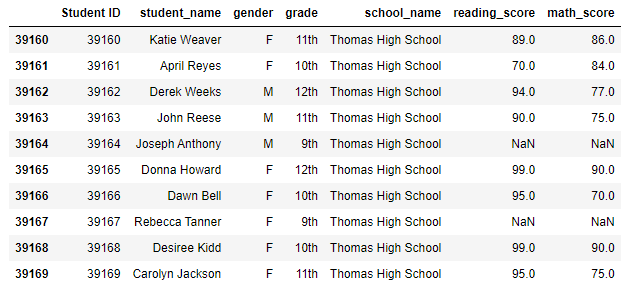 Student ID student_name gender grade school_name reading_score math_score
39160 39160 Katie Weaver F 11th Thomas High School 89.0 86.0
39161 39161 April Reyes F 10th Thomas High School 70.0 84.0
39162 39162 Derek Weeks M 12th Thomas High School 94.0 77.0
39163 39163 John Reese M 11th Thomas High School 90.0 75.0
39164 39164 Joseph Anthony M 9th Thomas High School NaN NaN
39165 39165 Donna Howard F 12th Thomas High School 99.0 90.0
39166 39166 Dawn Bell F 10th Thomas High School 95.0 70.0
39167 39167 Rebecca Tanner F 9th Thomas High School NaN NaN
39168 39168 Desiree Kidd F 10th Thomas High School 99.0 90.0
39169 39169 Carolyn Jackson F 11th Thomas High School 95.0 75.0